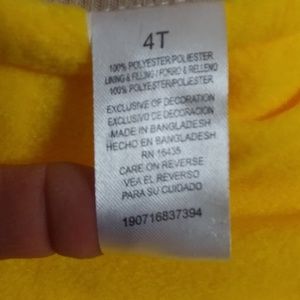 4T
100% POLYESTER/POLIESTER
LINING & FILLING / FORRO & RELLENO
100% POLYESTER/POLIESTER
EXCLUSIVE OF DECORATION
EXCLUSIVO DE DECORACION
MADE IN BANGLADESH
HECHO EN BANGLADESH
RN 16435
CARE ON REVERSE
VEA EL REVERSO
PARA SU CUIDADO
190716837394